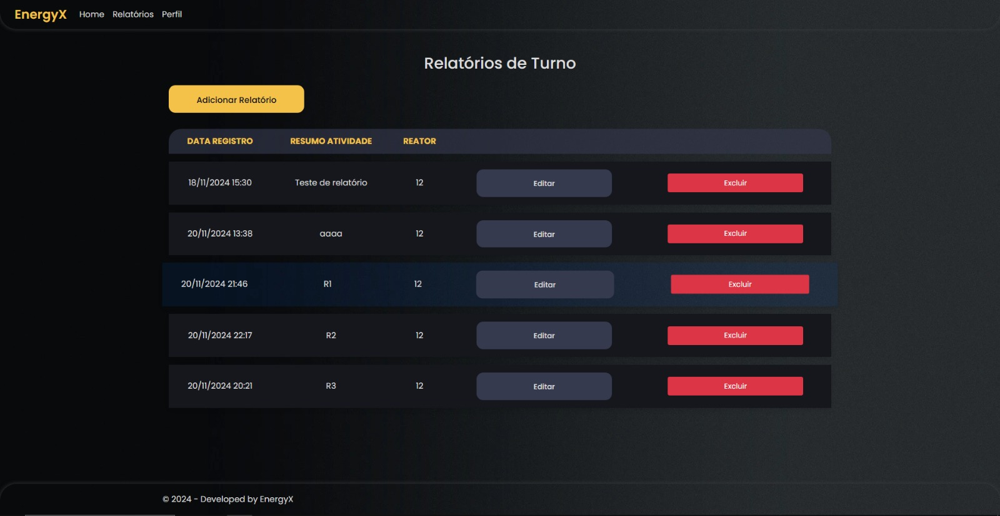 EnergyX Home Relatórios Perfil
Relatórios de Turno
Adicionar Relatório
DATA REGISTRO RESUMO ATIVIDADE REATOR
18/11/2024 15:30 Teste de relatório 12 Editar Excluir
20/11/2024 13:38 aaaa 12 Editar Excluir
20/11/2024 21:46 R1 12 Editar Excluir
20/11/2024 22:17 R2 12 Editar Excluir
20/11/2024 20:21 R3 12 Editar Excluir
© 2024 - Developed by EnergyX